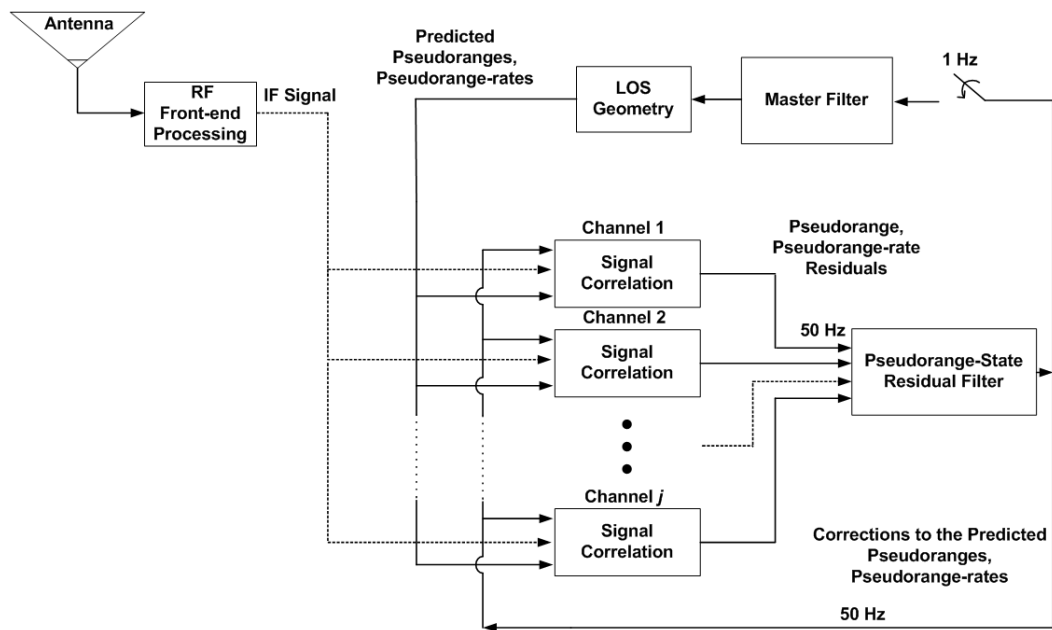 Antenna
RF
Front-end
Processing
IF Signal
Predicted
Pseudoranges,
Pseudorange-rates
LOS
Geometry
Master Filter
1 Hz
Channel 1
Signal
Correlation
Pseudorange,
Pseudorange-rate
Residuals
Channel 2
Signal
Correlation
50 Hz
Pseudorange-State
Residual Filter
Channel j
Signal
Correlation
Corrections to the Predicted
Pseudoranges,
Pseudorange-rates
50 Hz